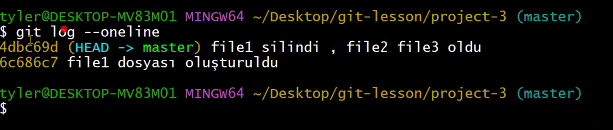 tyler@DESKTOP-MV83M01 MINGW64 ~/Desktop/git-lesson/project-3 (master)
$ git log --oneline
4dbc69d (HEAD -> master) file1 silindi , file2 file3 oldu
6c686c7 file1 dosyası oluşturuldu
tyler@DESKTOP-MV83M01 MINGW64 ~/Desktop/git-lesson/project-3 (master)
$